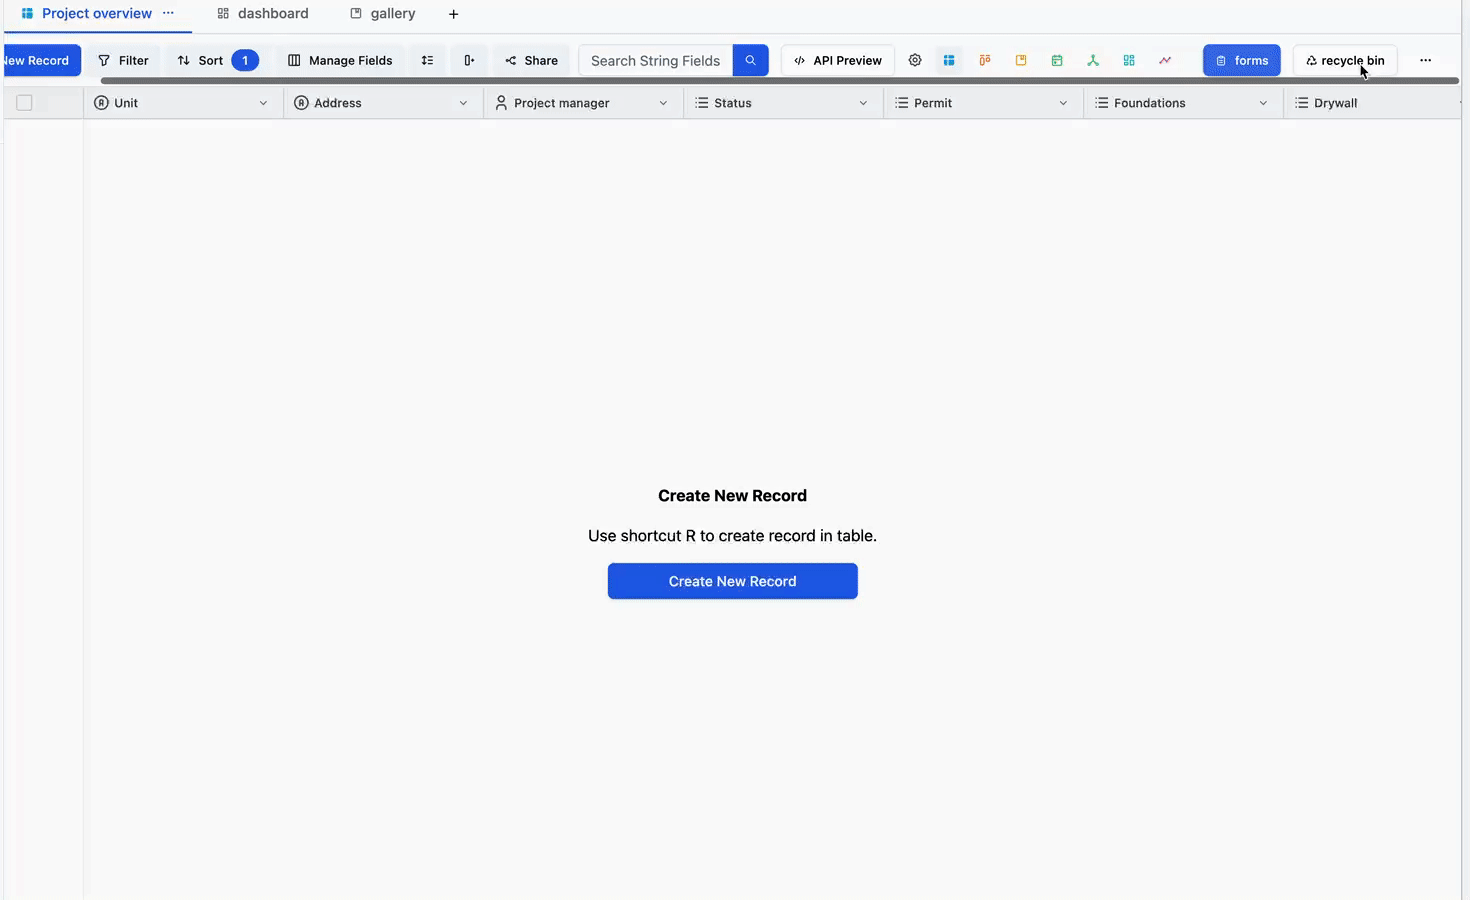 Project overview ··· dashboard gallery +
New Record Filter Sort 1 Manage Fields Share Search String Fields API Preview forms recycle bin ···
Unit Address Project manager Status Permit Foundations Drywall
Create New Record
Use shortcut R to create record in table.
Create New Record